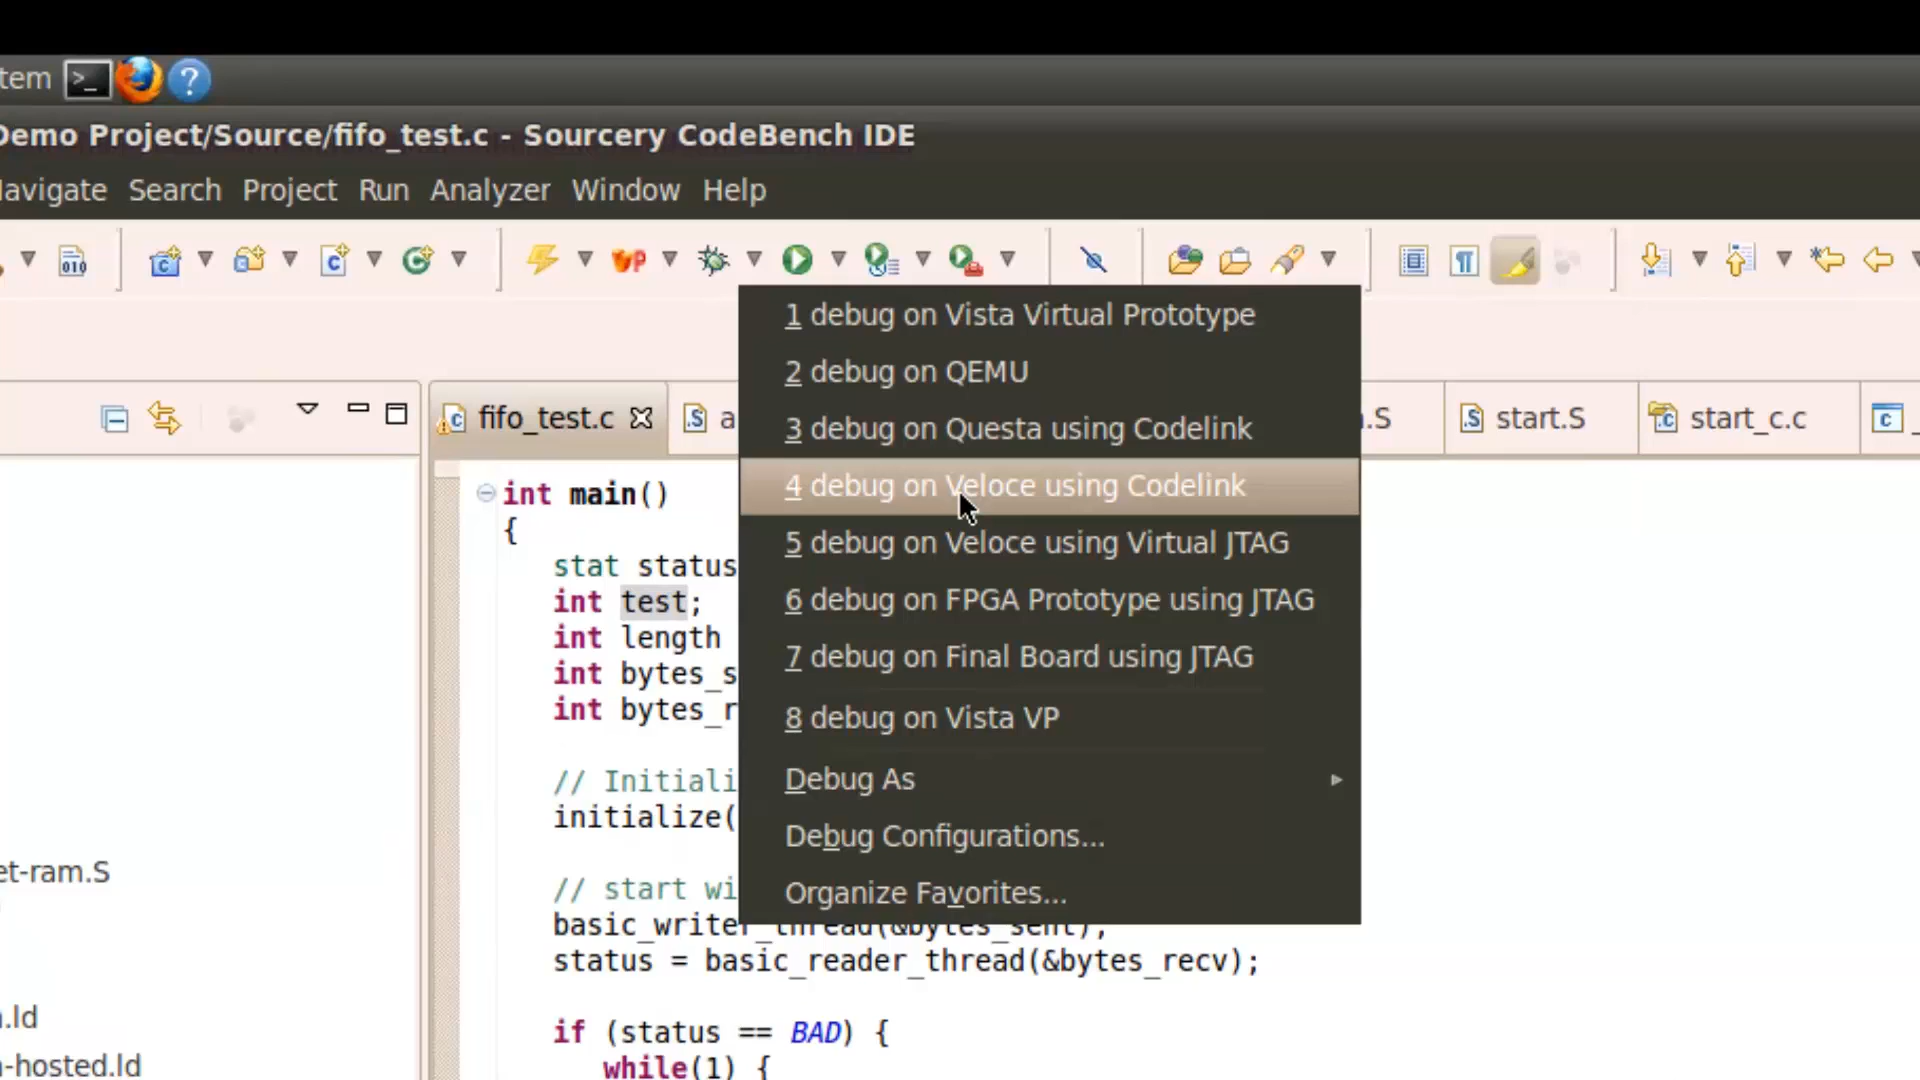 tem
Demo Project/Source/fifo_test.c - Sourcery CodeBench IDE
avigate Search Project Run Analyzer Window Help
010
1 debug on Vista Virtual Prototype
2 debug on QEMU
3 debug on Questa using Codelink
4 debug on Veloce using Codelink
5 debug on Veloce using Virtual JTAG
6 debug on FPGA Prototype using JTAG
7 debug on Final Board using JTAG
8 debug on Vista VP
Debug As
Debug Configurations...
Organize Favorites...
fifo_test.c a .S start.S start_c.c
int main()
{
stat status
int test;
int length
int bytes_s
int bytes_r
// Initiali
initialize(
// start wi
basic_writer_thread(&bytes_sent);
status = basic_reader_thread(&bytes_recv);
if (status == BAD) {
while(1) {
et-ram.S
.ld
-hosted.ld